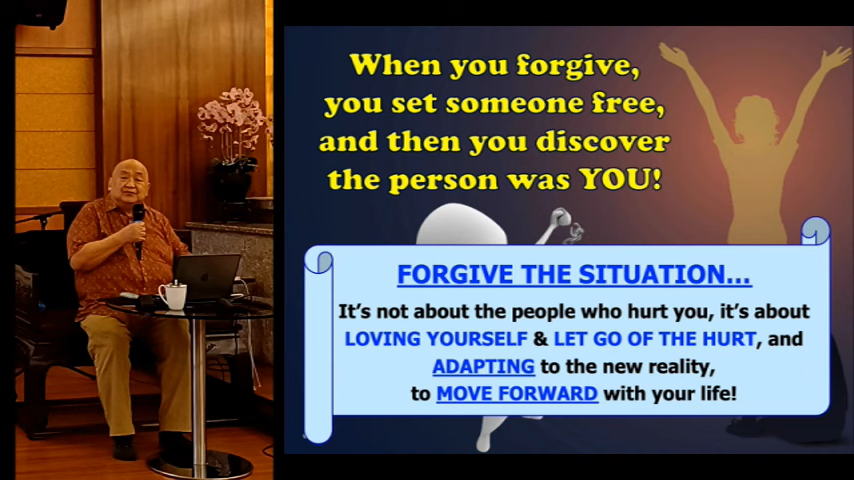 When you forgive,
you set someone free,
and then you discover
the person was YOU!
FORGIVE THE SITUATION...
It's not about the people who hurt you, it's about
LOVING YOURSELF & LET GO OF THE HURT, and
ADAPTING to the new reality,
to MOVE FORWARD with your life!